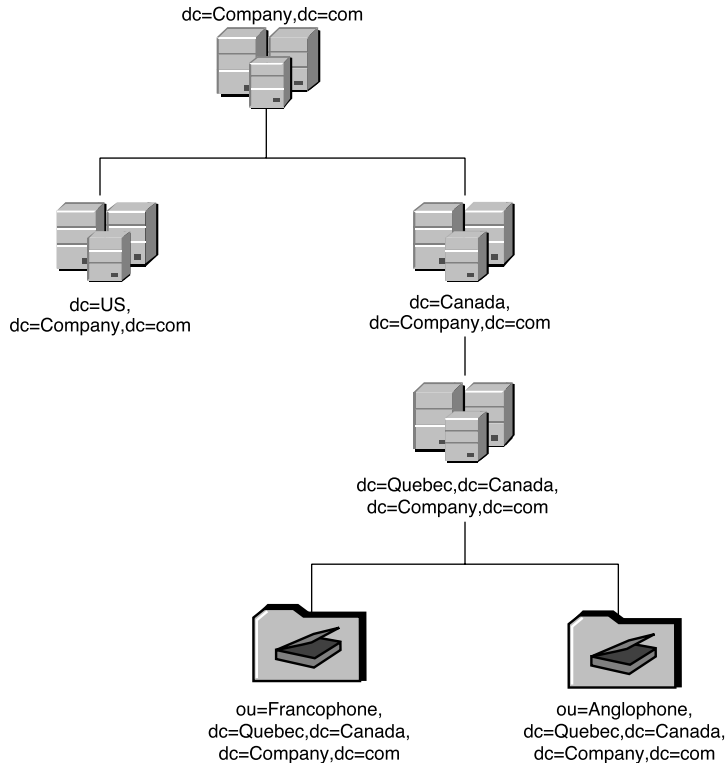 dc=Company,dc=com
dc=US,
dc=Company,dc=com
dc=Canada,
dc=Company,dc=com
dc=Quebec,dc=Canada,
dc=Company,dc=com
ou=Francophone,
dc=Quebec,dc=Canada,
dc=Company,dc=com
ou=Anglophone,
dc=Quebec,dc=Canada,
dc=Company,dc=com